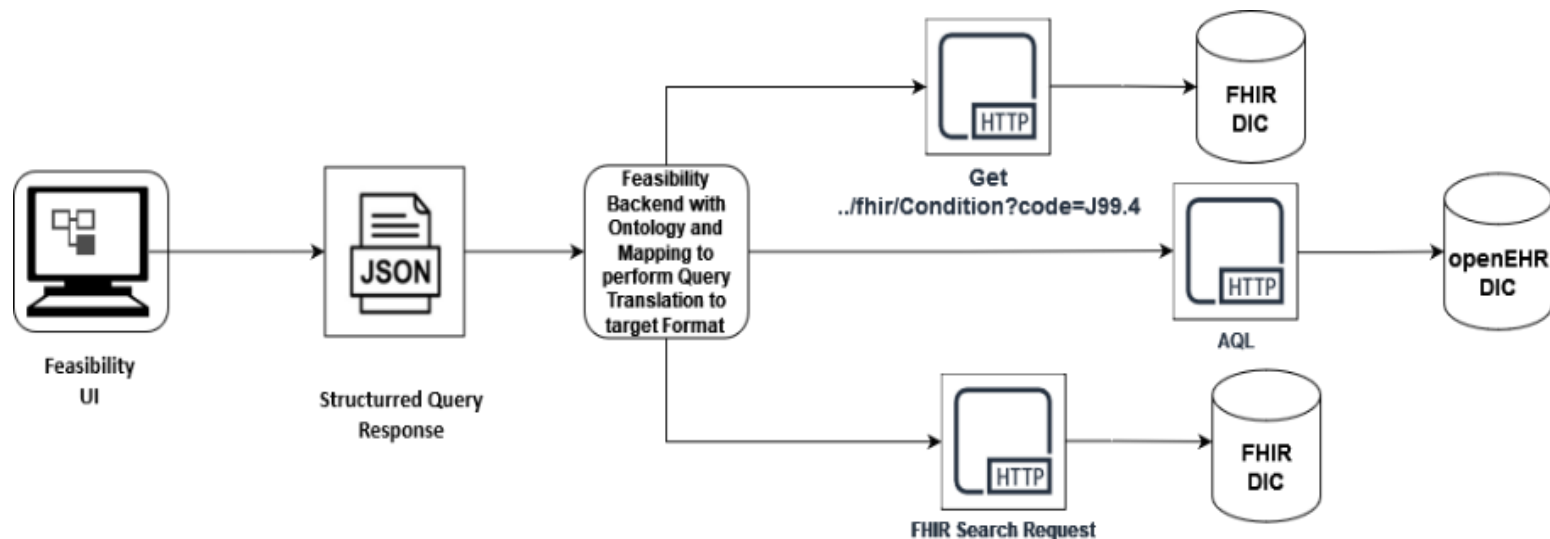 HTTP
FHIR
DIC
Get
../fhir/Condition?code=J99.4
JSON
Feasibility
Backend with
Ontology and
Mapping to
perform Query
Translation to
target Format
HTTP
openEHR
DIC
AQL
Feasibility
UI
Structurred Query
Response
HTTP
FHIR
DIC
FHIR Search Request